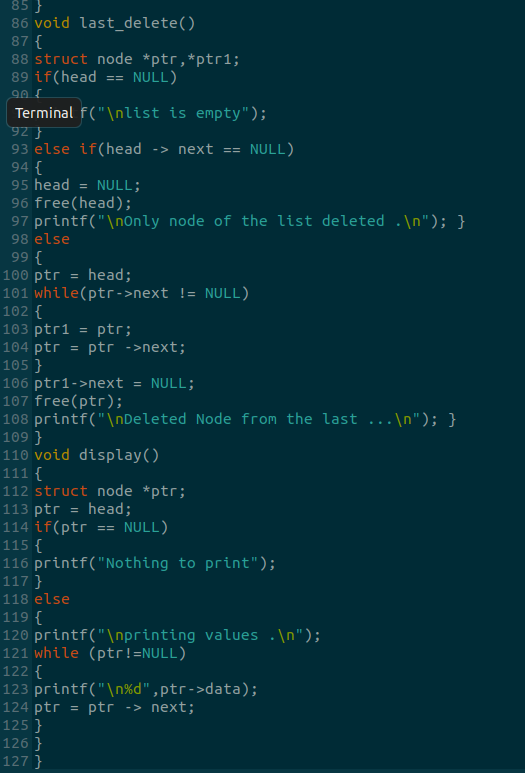 85 }
86 void last_delete()
87 {
88 struct node *ptr,*ptr1;
89 if(head == NULL)
90 {
Terminal f("\nlist is empty");
92 }
93 else if(head -> next == NULL)
94 {
95 head = NULL;
96 free(head);
97 printf("\nOnly node of the list deleted .\n"); }
98 else
99 {
100 ptr = head;
101 while(ptr->next != NULL)
102 {
103 ptr1 = ptr;
104 ptr = ptr ->next;
105 }
106 ptr1->next = NULL;
107 free(ptr);
108 printf("\nDeleted Node from the last ...\n"); }
109 }
110 void display()
111 {
112 struct node *ptr;
113 ptr = head;
114 if(ptr == NULL)
115 {
116 printf("Nothing to print");
117 }
118 else
119 {
120 printf("\nprinting values .\n");
121 while (ptr!=NULL)
122 {
123 printf("\n%d",ptr->data);
124 ptr = ptr -> next;
125 }
126 }
127 }